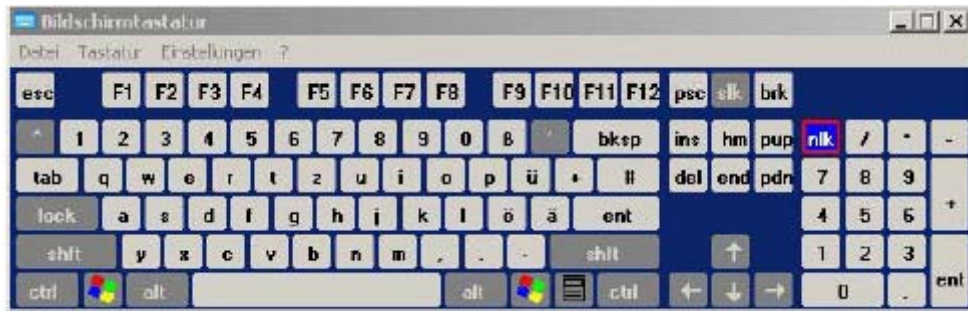 Bildschirmtastatur
Datei Tastatur Einstellungen ?
esc F1 F2 F3 F4 F5 F6 F7 F8 F9 F10 F11 F12 psc slk brk
^ 1 2 3 4 5 6 7 8 9 0 ß ' bksp ins hm pup nlk / * -
tab q w e r t z u i o p ü + # del end pdn 7 8 9
lock a s d f g h j k l ö ä ent 4 5 6 +
shft y x c v b n m , . - shft ↑ 1 2 3
ctrl alt alt ctrl ← ↓ → 0 . ent